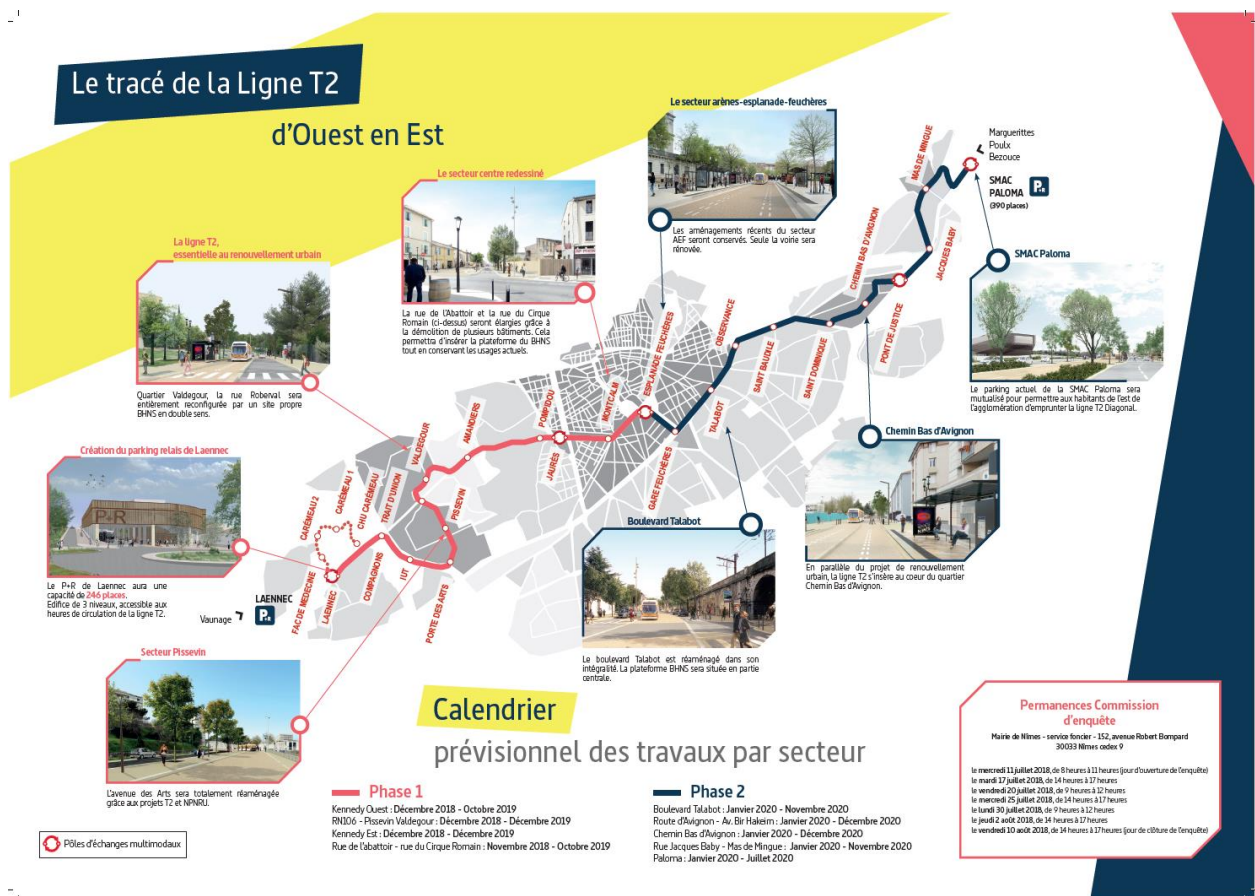 Le tracé de la Ligne T2
d'Ouest en Est
Le secteur arènes-esplanade-feuchères
Les aménagements récents du secteur
AEF seront conservés. Seule la voirie sera
rénovée.
Le secteur centre redessiné
La rue de l'Abattoir et la rue du Cirque
Romain (ci-dessus) seront élargies grâce à
la démolition de plusieurs bâtiments. Cela
permettra d'insérer la plateforme du BHNS
tout en conservant les usages actuels.
La ligne T2,
essentielle au renouvellement urbain
Quartier Valdegour, la rue Roberval sera
entièrement reconfigurée par un site propre
BHNS en double sens.
Création du parking relais de Laennec
P+R
Le P+R de Laennec aura une
capacité de 246 places.
Edifice de 3 niveaux, accessible aux
heures de circulation de la ligne T2.
Secteur Pissevin
L'avenue des Arts sera totalement réaménagée
grâce aux projets T2 et NPNRU.
Marguerittes
Poulx
Bezouce
SMAC
PALOMA
(390 places)
P+R
SMAC Paloma
Le parking actuel de la SMAC Paloma sera
mutualisé pour permettre aux habitants de l'est de
l'agglomération d'emprunter la ligne T2 Diagonal.
Chemin Bas d'Avignon
En parallèle du projet de renouvellement
urbain, la ligne T2 s'insère au coeur du quartier
Chemin Bas d'Avignon.
Boulevard Talabot
Le boulevard Talabot est réaménagé dans son
intégralité. La plateforme BHNS sera située en partie
centrale.
Vaunage
LAENNEC
P+R
FAC DE MEDECINE
LAENNEC
CARÉMEAU 2
CARÉMEAU 1
CHU CARÉMEAU
COMPAGNONS
TRAIT D'UNION
IUT
PORTE DES ARTS
PISSEVIN
VALDEGOUR
AMANDIERS
POMPIDOU
JAURÈS
MONTCALM
ESPLANADE FEUCHÈRES
GARE FEUCHÈRES
TALABOT
OBSERVANCE
SAINT BAUDILE
SAINT DOMINIQUE
CHEMIN BAS D'AVIGNON
PONT DE JUSTICE
JACQUES BABY
MAS DE MINGUE
Calendrier
prévisionnel des travaux par secteur
Phase 1
Kennedy Ouest : Décembre 2018 - Octobre 2019
RN106 - Pissevin Valdegour : Décembre 2018 - Décembre 2019
Kennedy Est : Décembre 2018 - Décembre 2019
Rue de l'abattoir - rue du Cirque Romain : Novembre 2018 - Octobre 2019
Phase 2
Boulevard Talabot : Janvier 2020 - Novembre 2020
Route d'Avignon - Av. Bir Hakeim : Janvier 2020 - Décembre 2020
Chemin Bas d'Avignon : Janvier 2020 - Décembre 2020
Rue Jacques Baby - Mas de Mingue : Janvier 2020 - Novembre 2020
Paloma : Janvier 2020 - Juillet 2020
Permanences Commission
d'enquête
Mairie de Nîmes - service foncier - 152, avenue Robert Bompard
30033 Nîmes cedex 9
le mercredi 11 juillet 2018, de 8 heures à 11 heures (jour d'ouverture de l'enquête)
le mardi 17 juillet 2018, de 14 heures à 17 heures
le vendredi 20 juillet 2018, de 9 heures à 12 heures
le mercredi 25 juillet 2018, de 14 heures à 17 heures
le lundi 30 juillet 2018, de 9 heures à 12 heures
le jeudi 2 août 2018, de 14 heures à 17 heures
le vendredi 10 août 2018, de 14 heures à 17 heures (jour de clôture de l'enquête)
Pôles d'échanges multimodaux